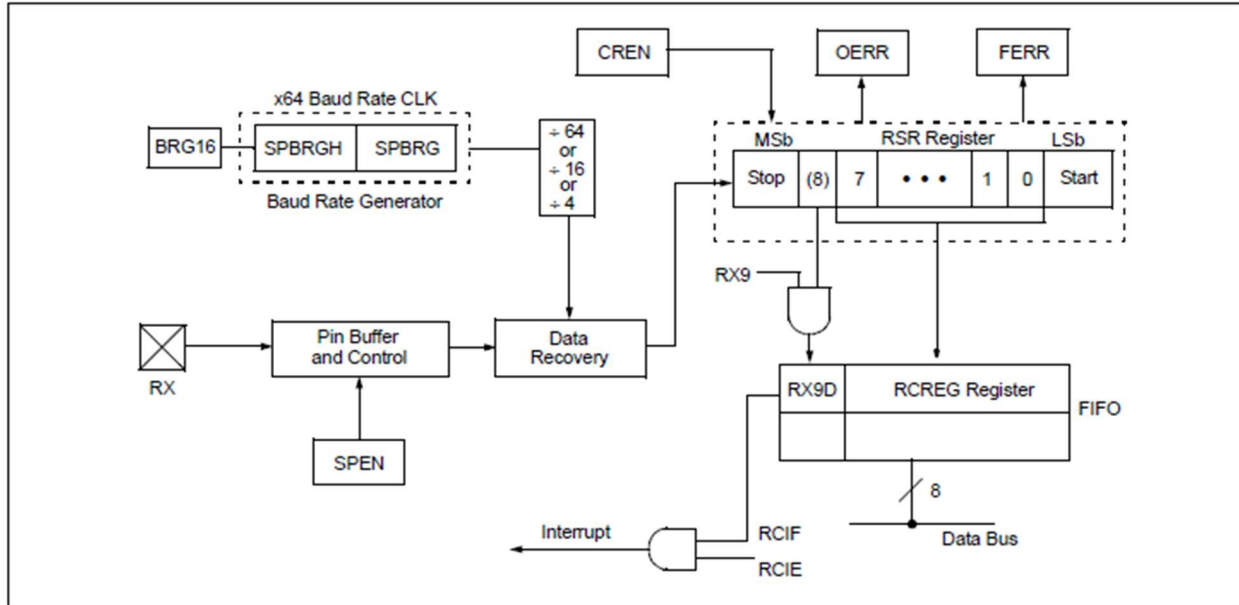 CREN
OERR
FERR
x64 Baud Rate CLK
BRG16
SPBRGH
SPBRG
Baud Rate Generator
÷ 64
or
÷ 16
or
÷ 4
MSb
RSR Register
LSb
Stop
(8)
7
• • •
1
0
Start
RX9
RX
Pin Buffer
and Control
Data
Recovery
SPEN
RX9D
RCREG Register
FIFO
8
Data Bus
Interrupt
RCIF
RCIE